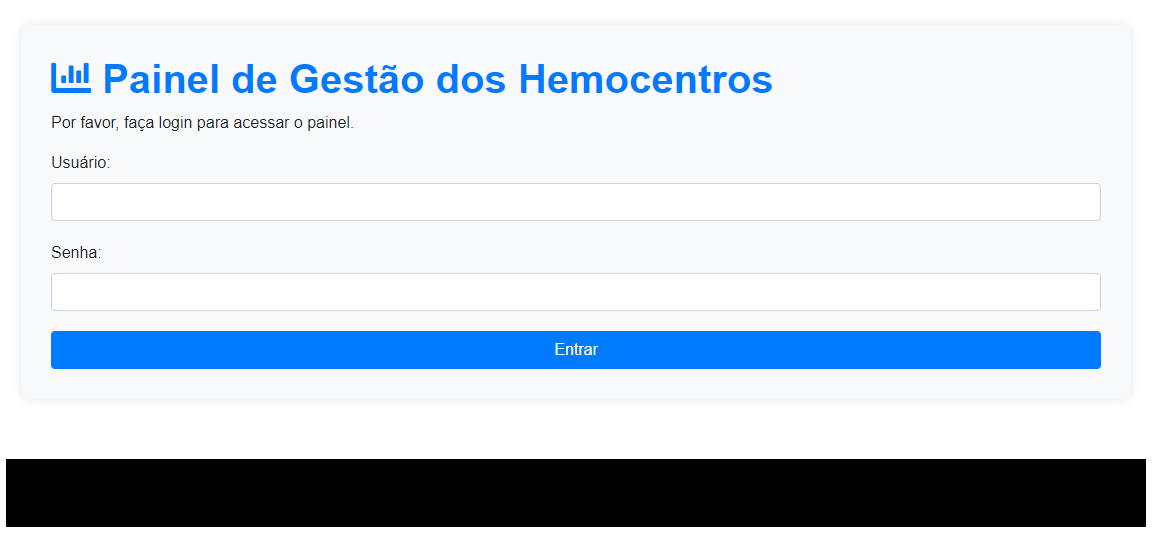 Painel de Gestão dos Hemocentros
Por favor, faça login para acessar o painel.
Usuário:
Senha:
Entrar